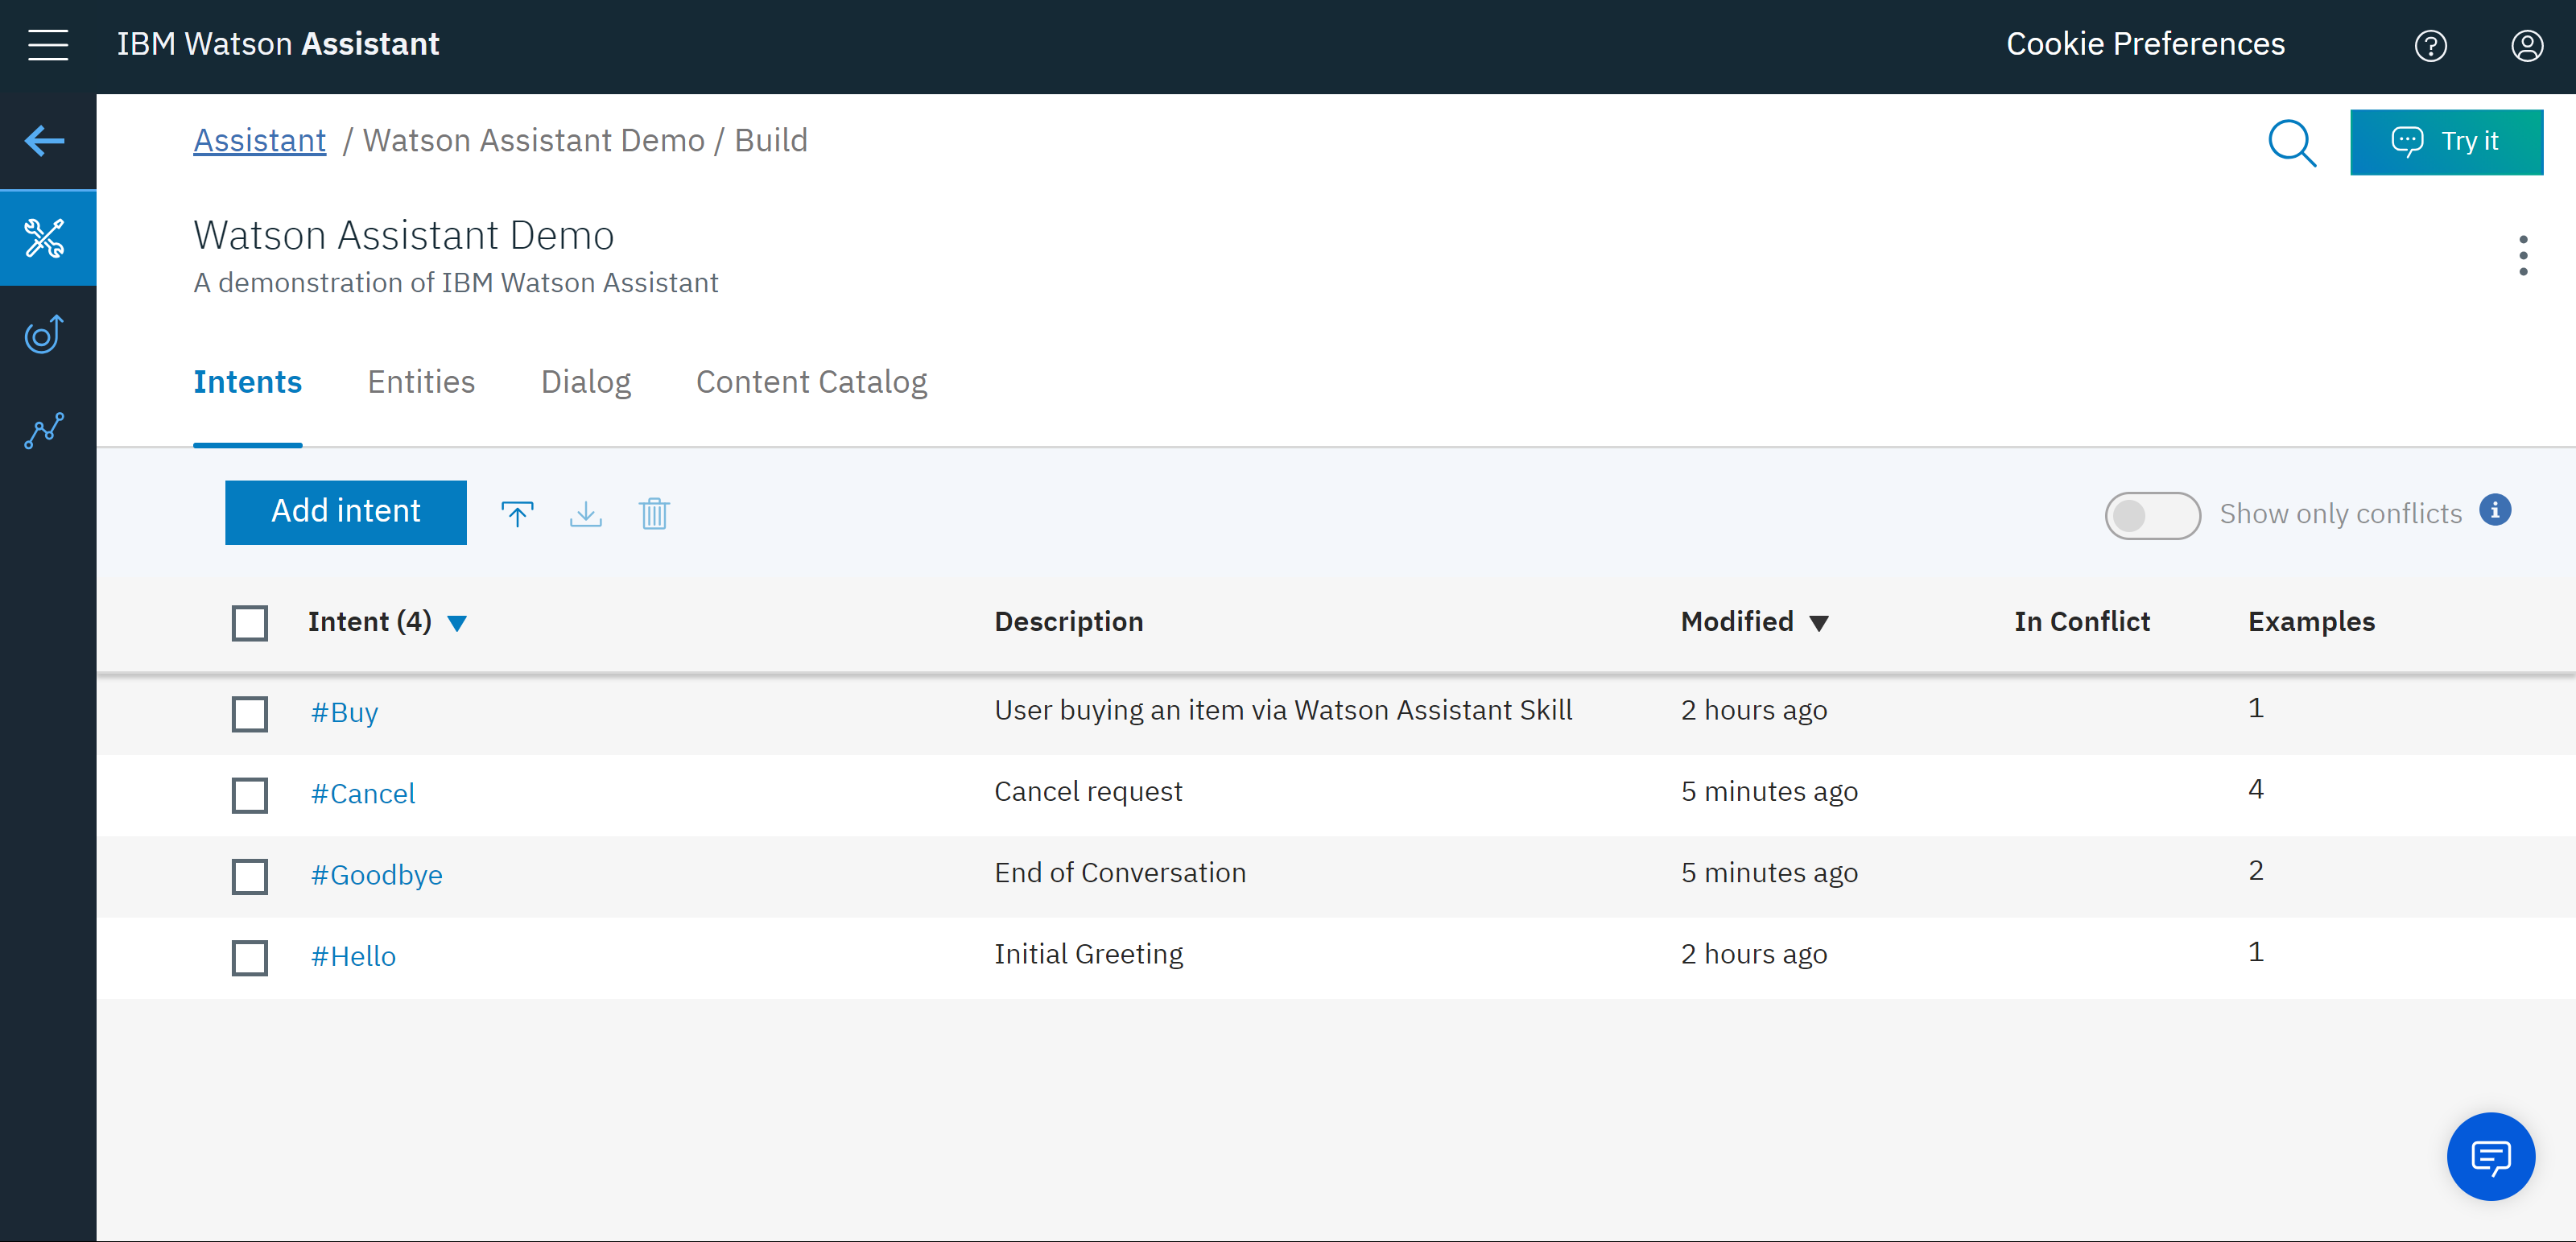 IBM Watson Assistant Cookie Preferences
Assistant / Watson Assistant Demo / Build Try it
Watson Assistant Demo
A demonstration of IBM Watson Assistant
Intents Entities Dialog Content Catalog
Add intent Show only conflicts
Intent (4) Description Modified In Conflict Examples
#Buy User buying an item via Watson Assistant Skill 2 hours ago 1
#Cancel Cancel request 5 minutes ago 4
#Goodbye End of Conversation 5 minutes ago 2
#Hello Initial Greeting 2 hours ago 1